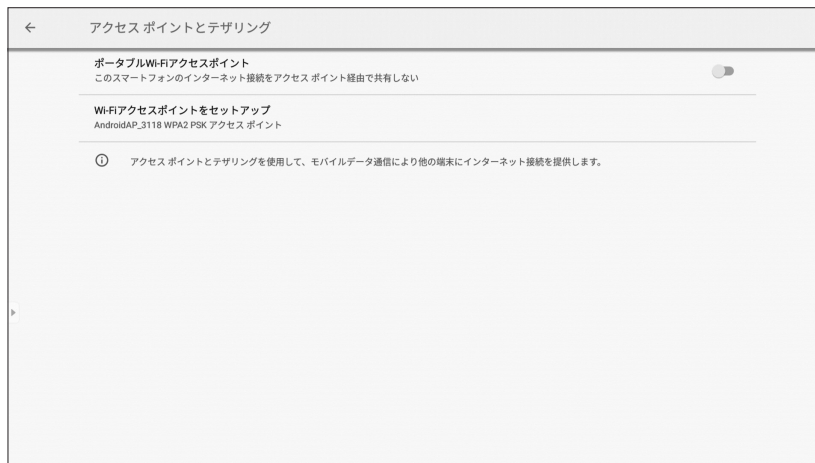 アクセス ポイントとテザリング
ポータブルWi-Fiアクセスポイント
このスマートフォンのインターネット接続をアクセス ポイント経由で共有しない
Wi-Fiアクセスポイントをセットアップ
AndroidAP_3118 WPA2 PSK アクセス ポイント
アクセス ポイントとテザリングを使用して、モバイルデータ通信により他の端末にインターネット接続を提供します。